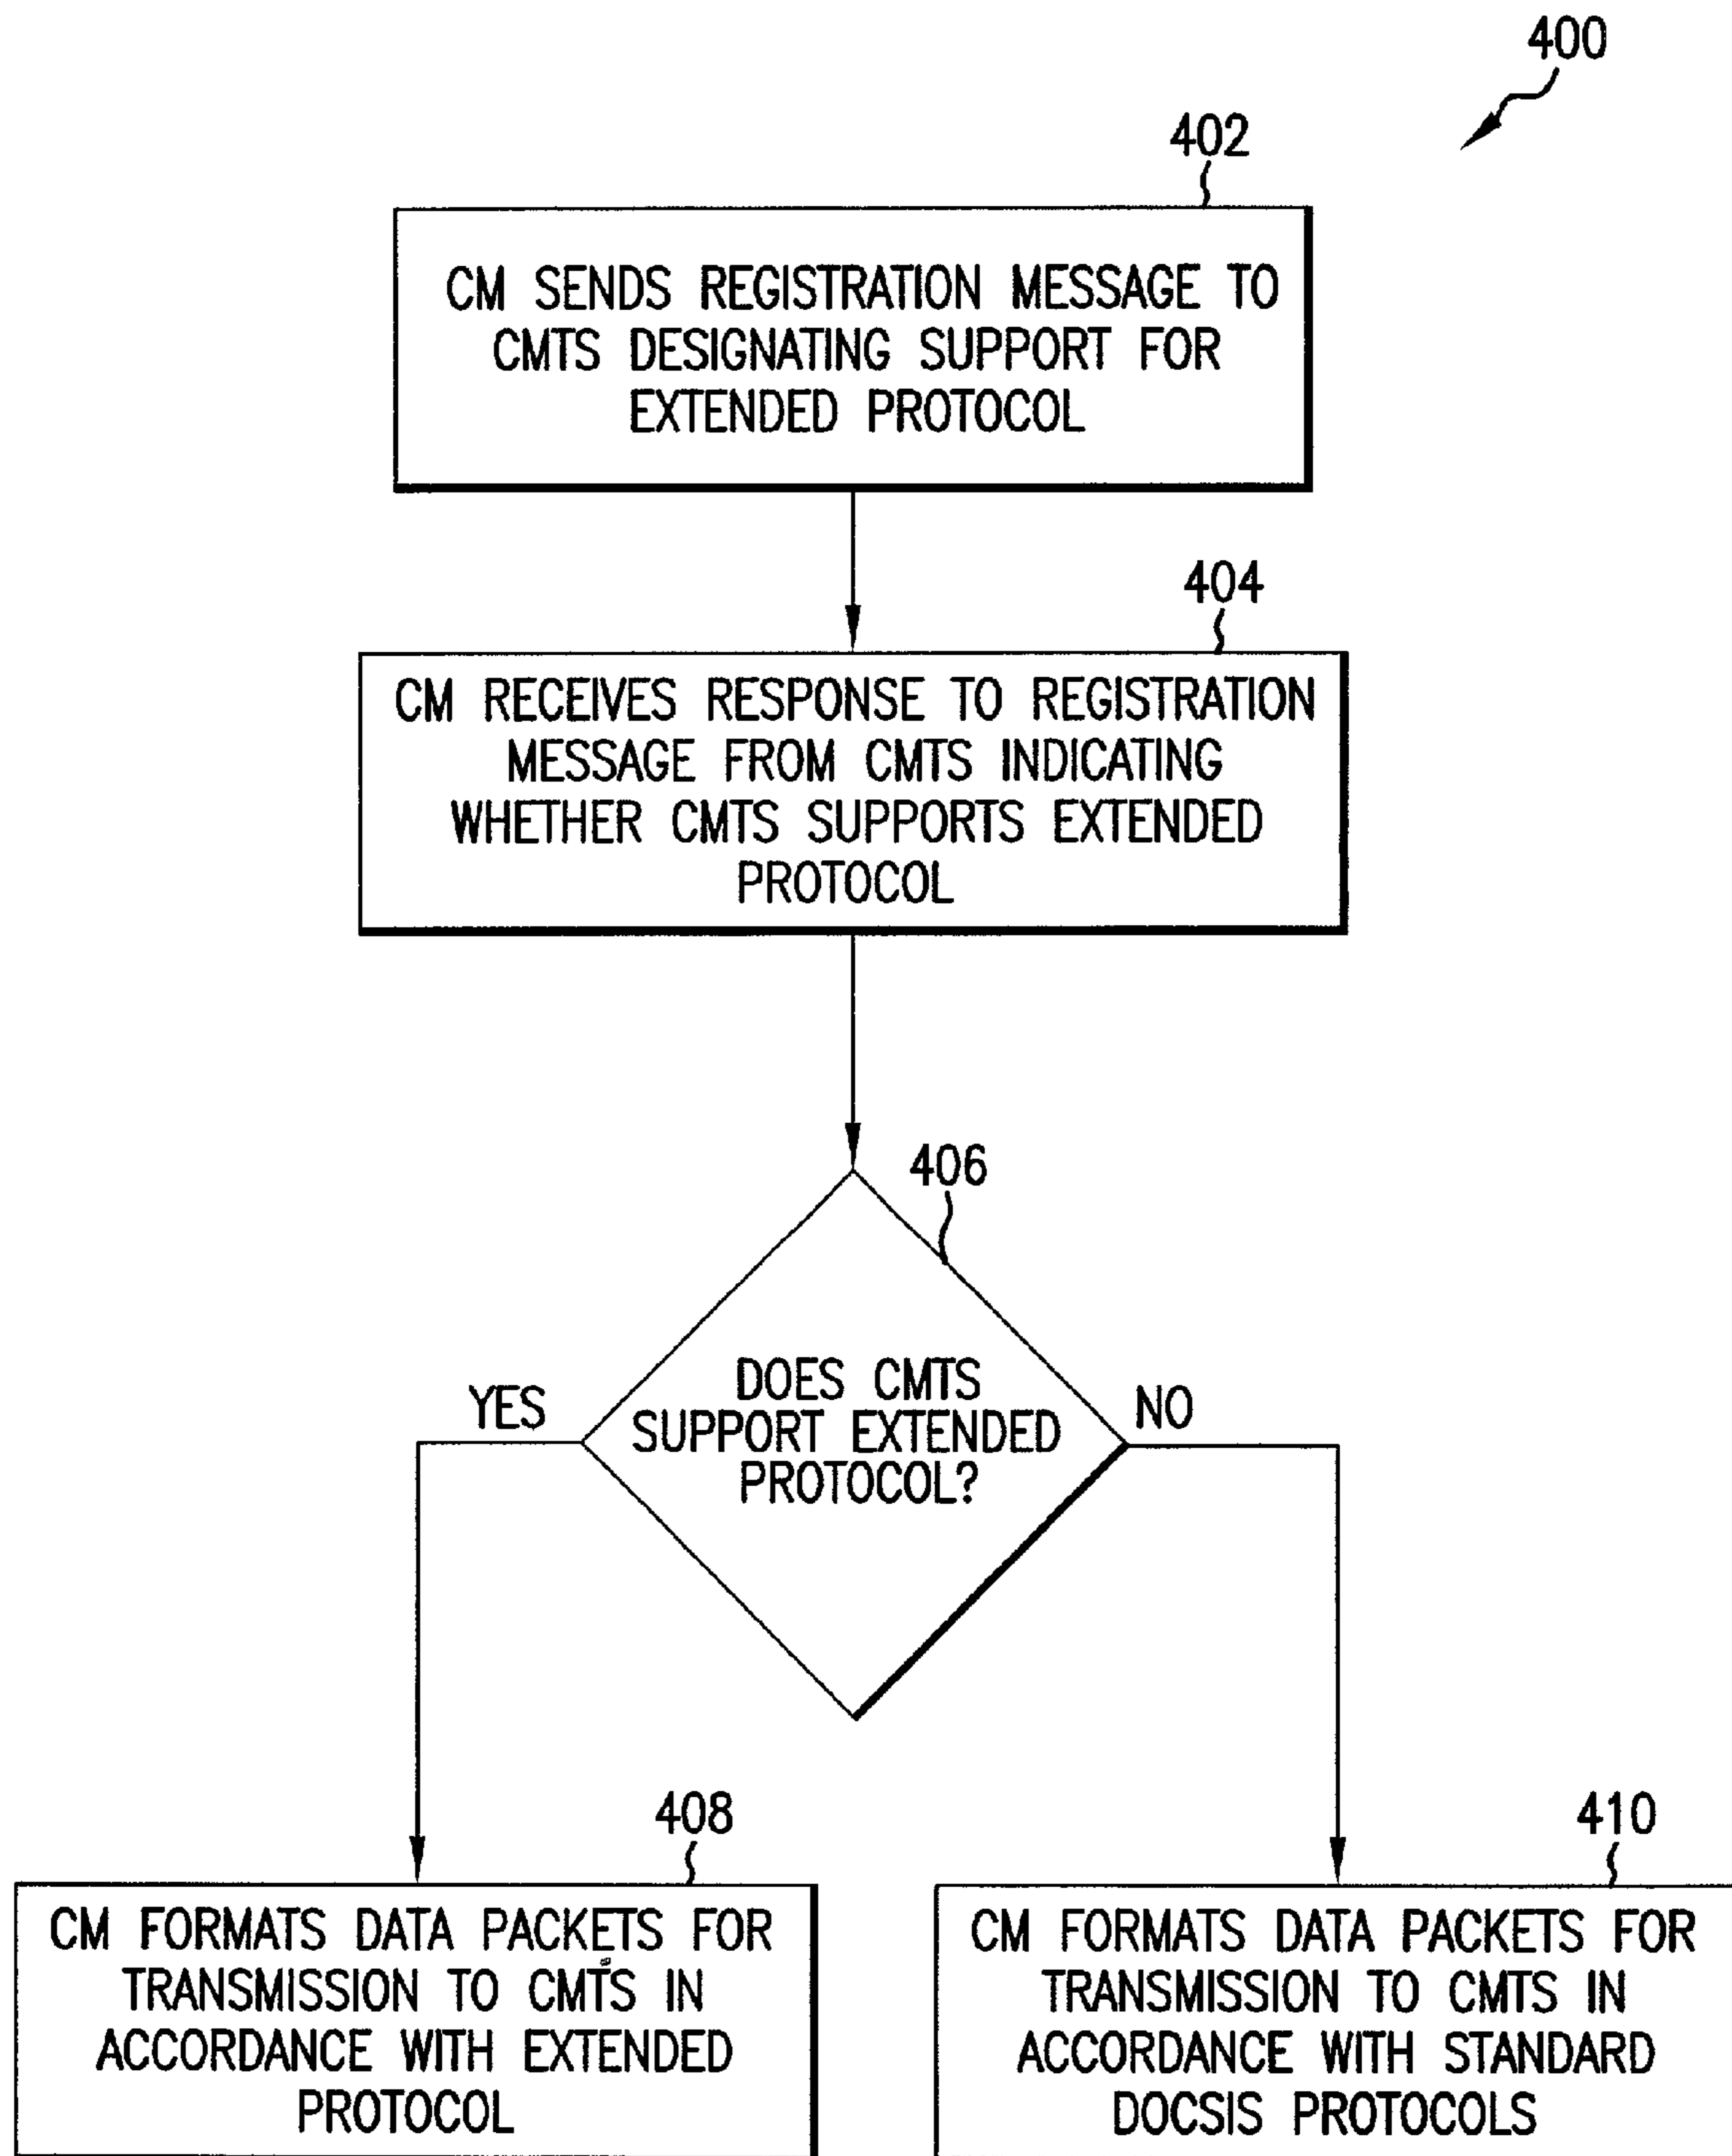 400
402
CM SENDS REGISTRATION MESSAGE TO
CMTS DESIGNATING SUPPORT FOR
EXTENDED PROTOCOL
404
CM RECEIVES RESPONSE TO REGISTRATION
MESSAGE FROM CMTS INDICATING
WHETHER CMTS SUPPORTS EXTENDED
PROTOCOL
406
DOES CMTS
SUPPORT EXTENDED
PROTOCOL?
YES
NO
408
CM FORMATS DATA PACKETS FOR
TRANSMISSION TO CMTS IN
ACCORDANCE WITH EXTENDED
PROTOCOL
410
CM FORMATS DATA PACKETS FOR
TRANSMISSION TO CMTS IN
ACCORDANCE WITH STANDARD
DOCSIS PROTOCOLS